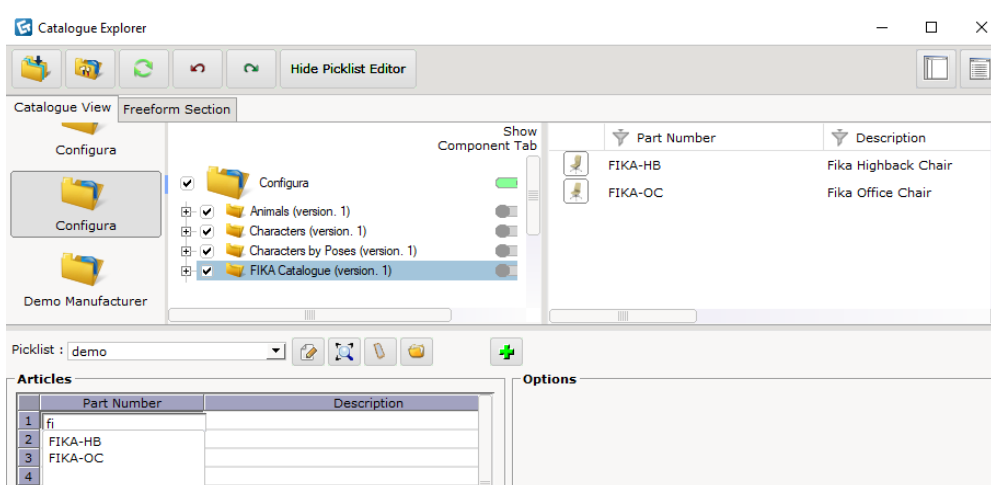 Catalogue Explorer
Hide Picklist Editor
Catalogue View
Freeform Section
Configura
Configura
Demo Manufacturer
Show
Component Tab
Configura
Animals (version. 1)
Characters (version. 1)
Characters by Poses (version. 1)
FIKA Catalogue (version. 1)
Part Number Description
FIKA-HB Fika Highback Chair
FIKA-OC Fika Office Chair
Picklist : demo
Articles
Part Number Description
1 fi
2 FIKA-HB
3 FIKA-OC
4
Options